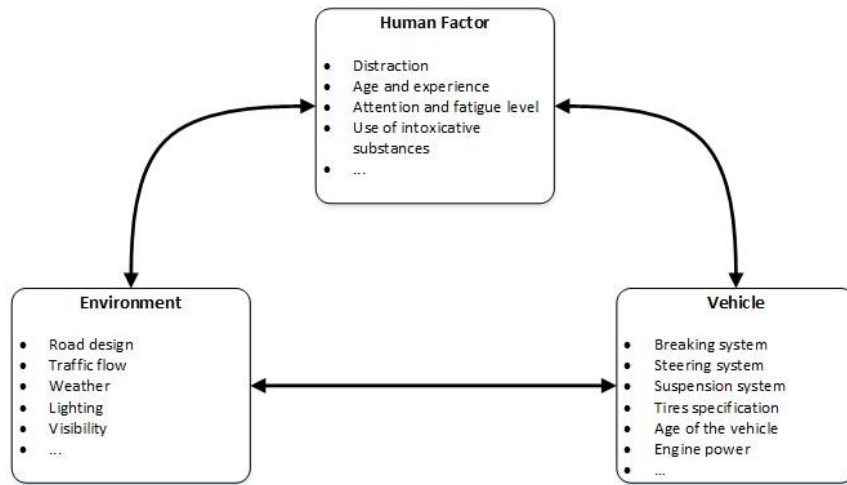 Human Factor
• Distraction
• Age and experience
• Attention and fatigue level
• Use of intoxicative
substances
• ...
Environment
• Road design
• Traffic flow
• Weather
• Lighting
• Visibility
• ...
Vehicle
• Breaking system
• Steering system
• Suspension system
• Tires specification
• Age of the vehicle
• Engine power
• ...